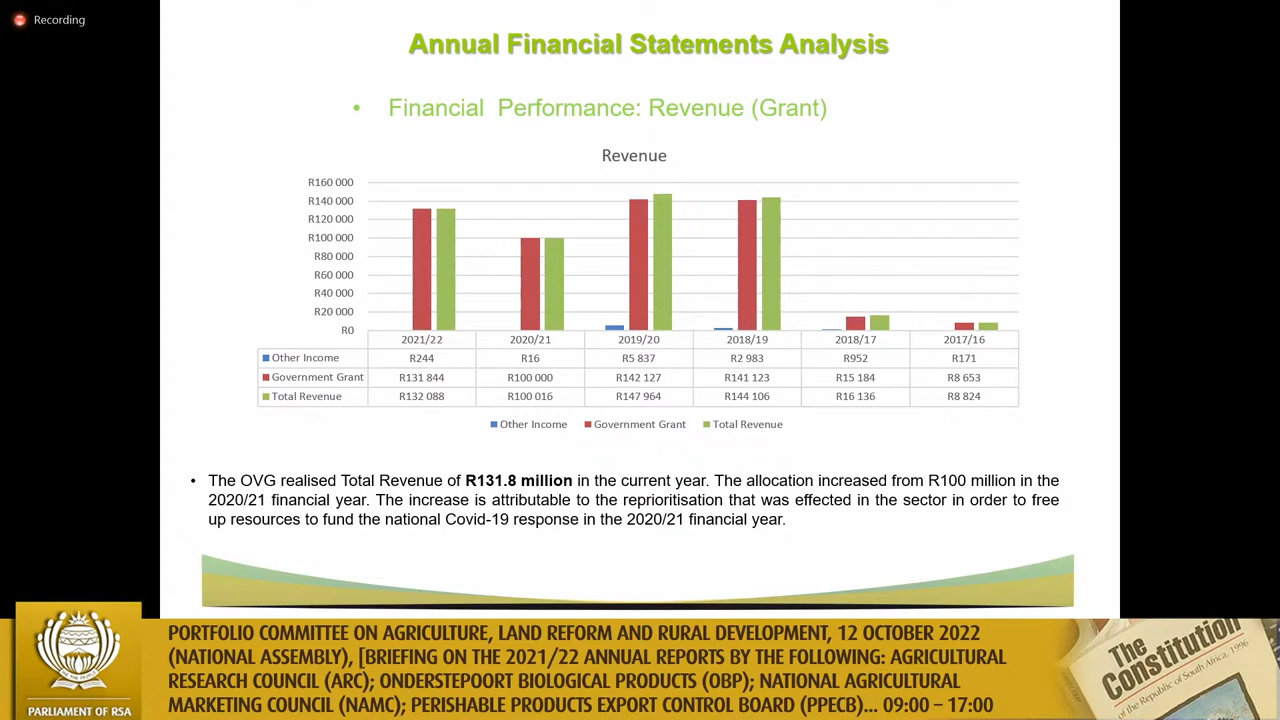 Recording
Annual Financial Statements Analysis
• Financial Performance: Revenue (Grant)
Revenue
R160 000
R140 000
R120 000
R100 000
R80 000
R60 000
R40 000
R20 000
R0
2021/22 2020/21 2019/20 2018/19 2018/17 2017/16
Other Income R244 R16 R5 837 R2 983 R952 R171
Government Grant R131 844 R100 000 R142 127 R141 123 R15 184 R8 653
Total Revenue R132 088 R100 016 R147 964 R144 106 R16 136 R8 824
Other Income Government Grant Total Revenue
• The OVG realised Total Revenue of R131.8 million in the current year. The allocation increased from R100 million in the
2020/21 financial year. The increase is attributable to the reprioritisation that was effected in the sector in order to free
up resources to fund the national Covid-19 response in the 2020/21 financial year.
PORTFOLIO COMMITTEE ON AGRICULTURE, LAND REFORM AND RURAL DEVELOPMENT, 12 OCTOBER 2022
(NATIONAL ASSEMBLY), [BRIEFING ON THE 2021/22 ANNUAL REPORTS BY THE FOLLOWING: AGRICULTURAL
RESEARCH COUNCIL (ARC); ONDERSTEPOORT BIOLOGICAL PRODUCTS (OBP); NATIONAL AGRICULTURAL
MARKETING COUNCIL (NAMC); PERISHABLE PRODUCTS EXPORT CONTROL BOARD (PPECB)... 09:00 – 17:00
PARLIAMENT OF RSA
The
Constitution
of the Republic of South Africa, 1996